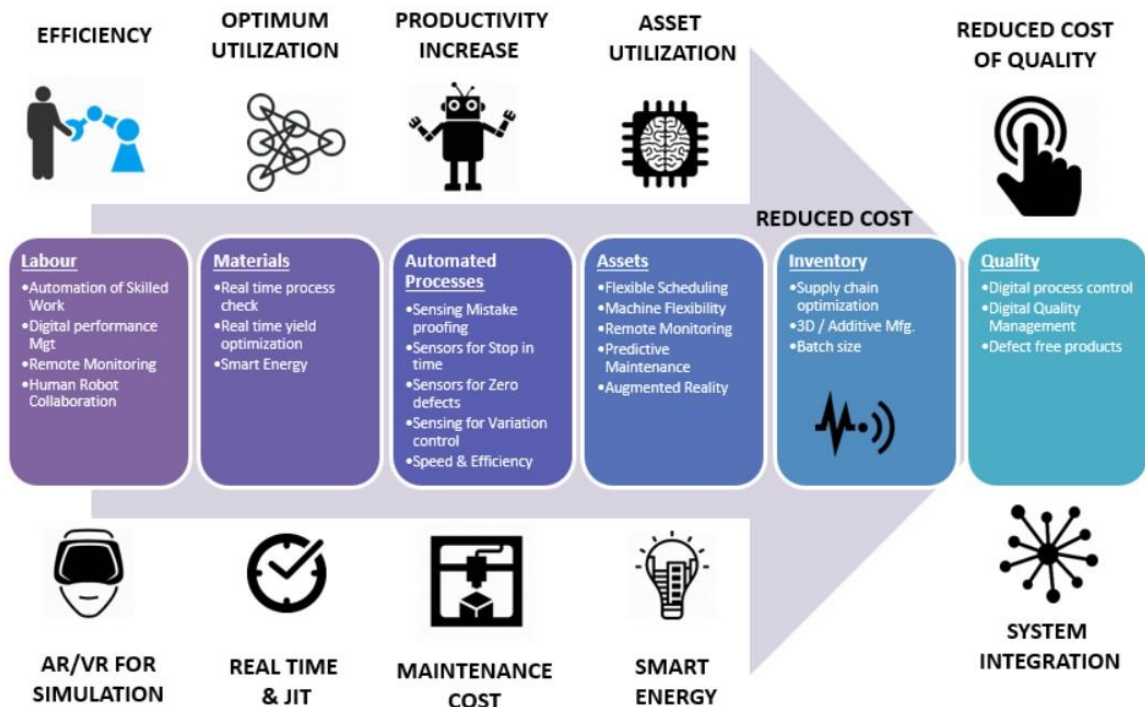 EFFICIENCY
OPTIMUM
UTILIZATION
PRODUCTIVITY
INCREASE
ASSET
UTILIZATION
REDUCED COST
OF QUALITY
REDUCED COST
Labour
•Automation of Skilled
Work
•Digital performance
Mgt
•Remote Monitoring
•Human Robot
Collaboration
Materials
•Real time process
check
•Real time yield
optimization
•Smart Energy
Automated
Processes
•Sensing Mistake
proofing
•Sensors for Stop in
time
•Sensors for Zero
defects
•Sensing for Variation
control
•Speed & Efficiency
Assets
•Flexible Scheduling
•Machine Flexibility
•Remote Monitoring
•Predictive
Maintenance
•Augmented Reality
Inventory
•Supply chain
optimization
•3D / Additive Mfg.
•Batch size
Quality
•Digital process control
•Digital Quality
Management
•Defect free products
AR/VR FOR
SIMULATION
REAL TIME
& JIT
MAINTENANCE
COST
SMART
ENERGY
SYSTEM
INTEGRATION